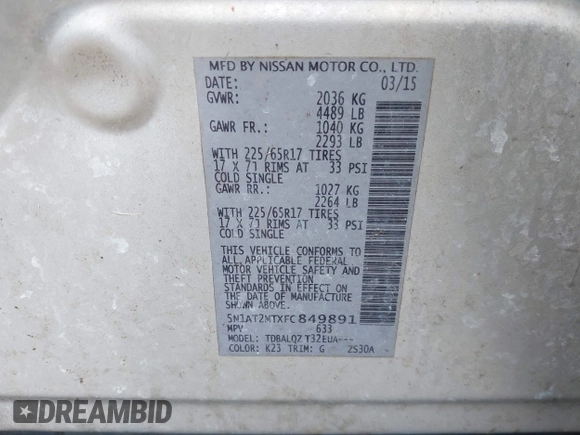 MFD BY NISSAN MOTOR CO., LTD.
DATE: 03/15
GVWR: 2036 KG
4489 LB
GAWR FR.: 1040 KG
2293 LB
WITH 225/65R17 TIRES
17 X 7J RIMS AT 33 PSI
COLD SINGLE
GAWR RR.: 1027 KG
2264 LB
WITH 225/65R17 TIRES
17 X 7J RIMS AT 33 PSI
COLD SINGLE
THIS VEHICLE CONFORMS TO
ALL APPLICABLE FEDERAL
MOTOR VEHICLE SAFETY AND
THEFT PREVENTION
STANDARDS IN EFFECT ON
THE DATE OF MANUFACTURE
SHOWN ABOVE.
5N1AT2MTXFC849891
MPV 633
MODEL: TDBALQZ T32EUA---
COLOR: K23 TRIM: G ZS30A
DREAMBID